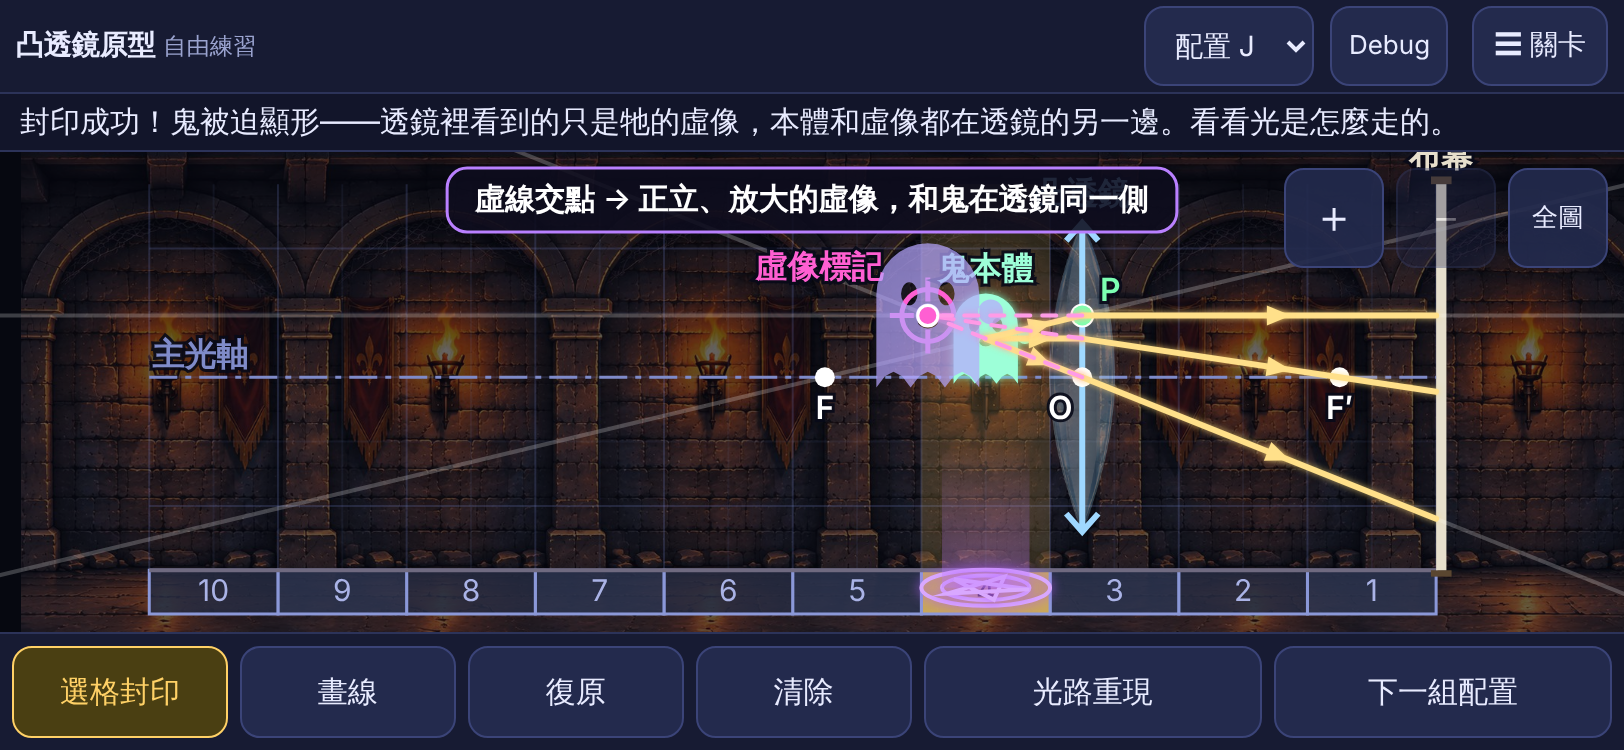 凸透鏡原型 自由練習
配置 J
Debug
☰ 關卡
封印成功！鬼被迫顯形——透鏡裡看到的只是牠的虛像，本體和虛像都在透鏡的另一邊。看看光是怎麼走的。
布幕
虛線交點 → 正立、放大的虛像，和鬼在透鏡同一側
凸透鏡
+
−
全圖
虛像標記
鬼本體
P
主光軸
F
O
F′
10 9 8 7 6 5 3 2 1
選格封印
畫線
復原
清除
光路重現
下一組配置